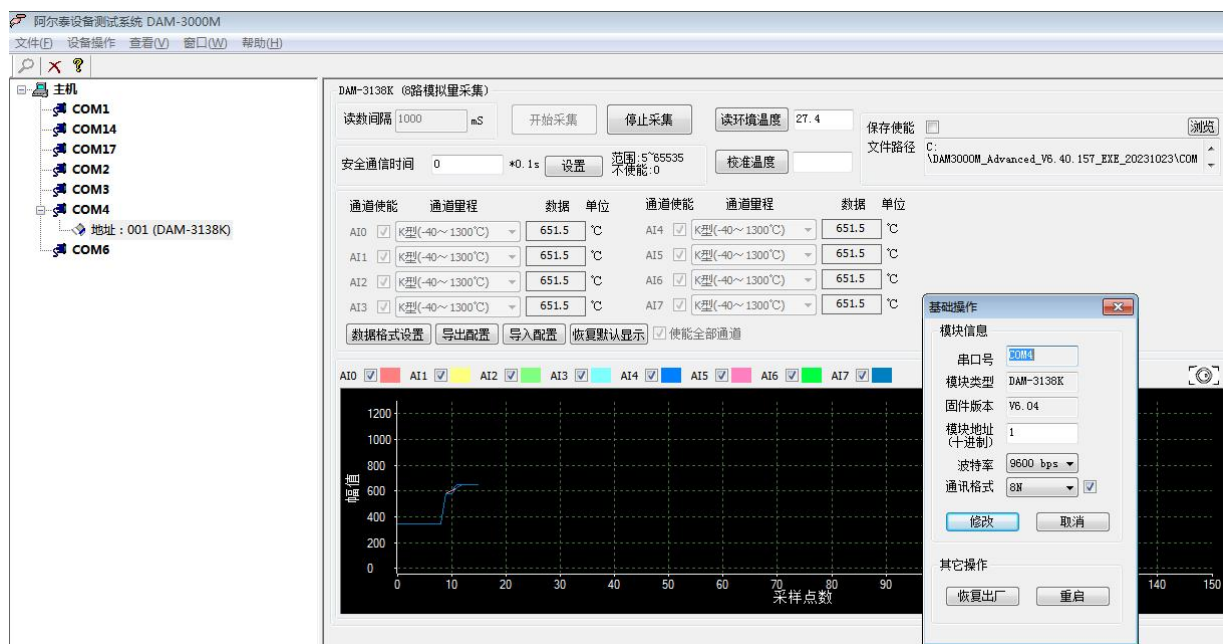 阿尔泰设备测试系统 DAM-3000M
文件(F) 设备操作 查看(V) 窗口(W) 帮助(H)
主机
COM1
COM14
COM17
COM2
COM3
COM4
地址：001 (DAM-3138K)
COM6
DAM-3138K (8路模拟量采集)
读数间隔 1000 mS 开始采集 停止采集 读环境温度 27.4
保存使能 浏览
文件路径 C:
\DAM3000M_Advanced_V6.40.157_EXE_20231023\COM
安全通信时间 0 *0.1s 设置 范围:5~65535
不使能:0
校准温度
通道使能 通道里程 数据 单位 通道使能 通道里程 数据 单位
AI0 K型(-40～1300℃) 651.5 ℃ AI4 K型(-40～1300℃) 651.5 ℃
AI1 K型(-40～1300℃) 651.5 ℃ AI5 K型(-40～1300℃) 651.5 ℃
AI2 K型(-40～1300℃) 651.5 ℃ AI6 K型(-40～1300℃) 651.5 ℃
AI3 K型(-40～1300℃) 651.5 ℃ AI7 K型(-40～1300℃) 651.5 ℃
数据格式设置 导出配置 导入配置 恢复默认显示 使能全部通道
AI0 AI1 AI2 AI3 AI4 AI5 AI6 AI7
幅值
1200
1000
800
600
400
200
0
0 10 20 30 40 50 60 70 80 90 140 150
采样点数
基础操作
模块信息
串口号 COM4
模块类型 DAM-3138K
固件版本 V6.04
模块地址 1
(十进制)
波特率 9600 bps
通讯格式 8N
修改 取消
其它操作
恢复出厂 重启